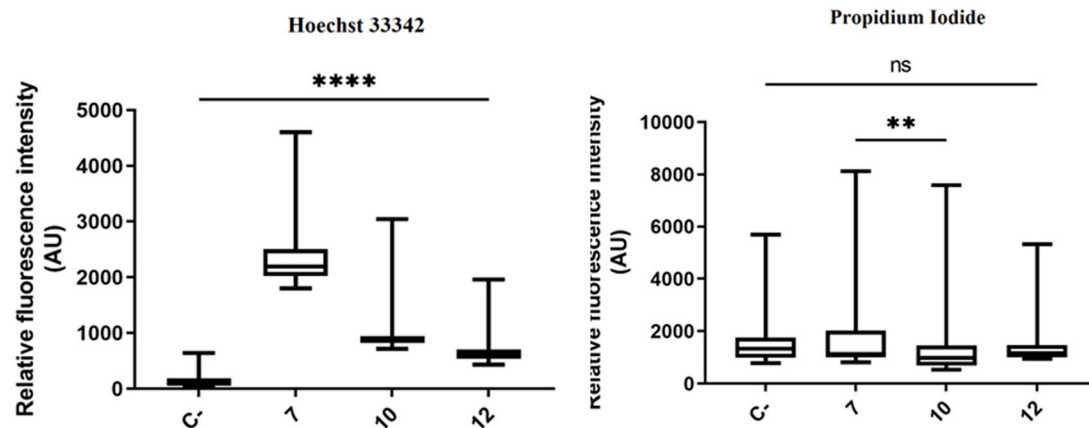 Hoechst 33342
****
Relative fluorescence intensity
(AU)
5000
4000
3000
2000
1000
0
C-
7
10
12
Propidium Iodide
ns
**
Relative fluorescence intensity
(AU)
10000
8000
6000
4000
2000
0
C-
7
10
12